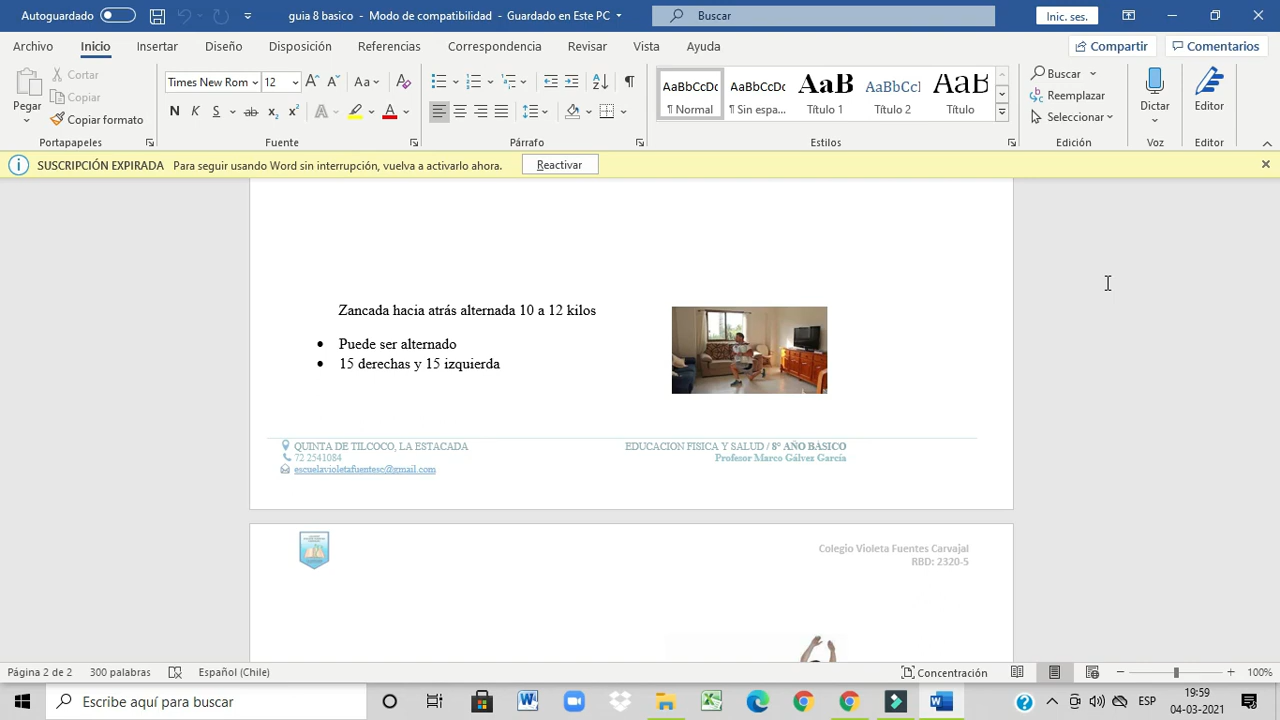 Autoguardado
guia 8 basico - Modo de compatibilidad - Guardado en Este PC
Buscar
Inic. ses.
Archivo Inicio Insertar Diseño Disposición Referencias Correspondencia Revisar Vista Ayuda
Compartir Comentarios
Pegar
Cortar
Copiar
Copiar formato
Portapapeles
Times New Rom 12
N K S ab x₂ x²
Fuente
Párrafo
AaBbCcDc AaBbCcDc AaB AaBbCcI AaB
¶ Normal ¶ Sin espa... Título 1 Título 2 Título
Estilos
Buscar
Reemplazar
Seleccionar
Edición
Dictar
Voz
Editor
Editor
SUSCRIPCIÓN EXPIRADA Para seguir usando Word sin interrupción, vuelva a activarlo ahora. Reactivar
Zancada hacia atrás alternada 10 a 12 kilos
• Puede ser alternado
• 15 derechas y 15 izquierda
QUINTA DE TILCOCO, LA ESTACADA
72 2541084
escuelavioletafuentesc@gmail.com
EDUCACION FISICA Y SALUD / 8° AÑO BÁSICO
Profesor Marco Gálvez García
Colegio Violeta Fuentes Carvajal
RBD: 2320-5
Página 2 de 2 300 palabras Español (Chile) Concentración 100%
Escribe aquí para buscar
ESP
19:59
04-03-2021